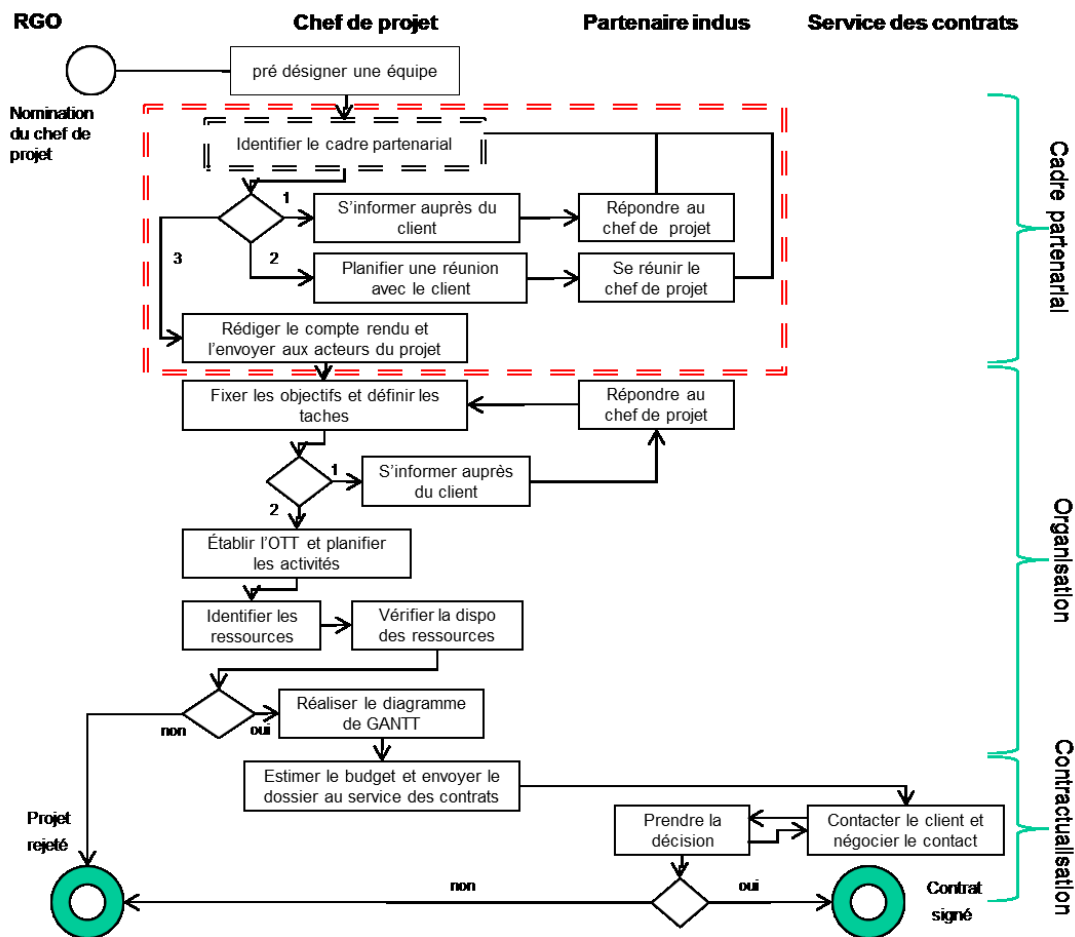 RGO
Chef de projet
Partenaire indus
Service des contrats
pré désigner une équipe
Nomination
du chef de
projet
Identifier le cadre partenarial
1
S’informer auprès du
client
Répondre au
chef de projet
3
2
Planifier une réunion
avec le client
Se réunir le
chef de projet
Rédiger le compte rendu et
l’envoyer aux acteurs du projet
Cadre partenarial
Fixer les objectifs et définir les
taches
Répondre au
chef de projet
1
S’informer auprès
du client
2
Établir l’OTT et planifier
les activités
Identifier les
ressources
Vérifier la dispo
des ressources
Organisation
non
oui
Réaliser le diagramme
de GANTT
Estimer le budget et envoyer le
dossier au service des contrats
Projet
rejeté
Prendre la
décision
Contacter le client et
négocier le contact
Contractualisation
non
oui
Contrat
signé